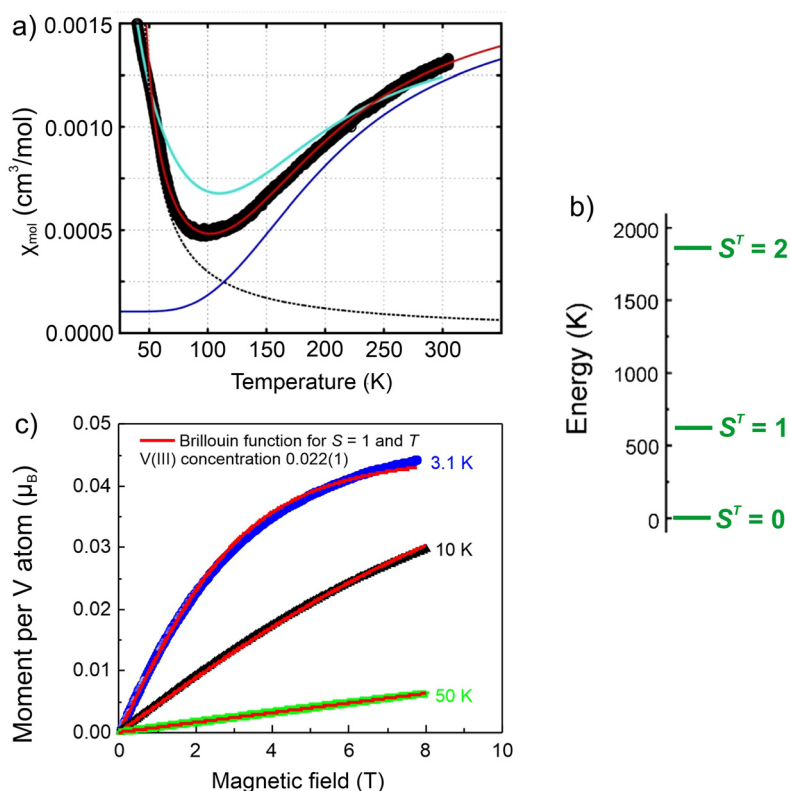 a)
0.0015
0.0010
0.0005
0.0000
χmol (cm³/mol)
50 100 150 200 250 300
Temperature (K)
b)
2000
1750
1000
500
0
Energy (K)
Sᵀ = 2
Sᵀ = 1
Sᵀ = 0
c)
0.05
0.04
0.03
0.02
0.01
0.00
Moment per V atom (μB)
Brillouin function for S = 1 and T
V(III) concentration 0.022(1)
3.1 K
10 K
50 K
0 2 4 6 8 10
Magnetic field (T)